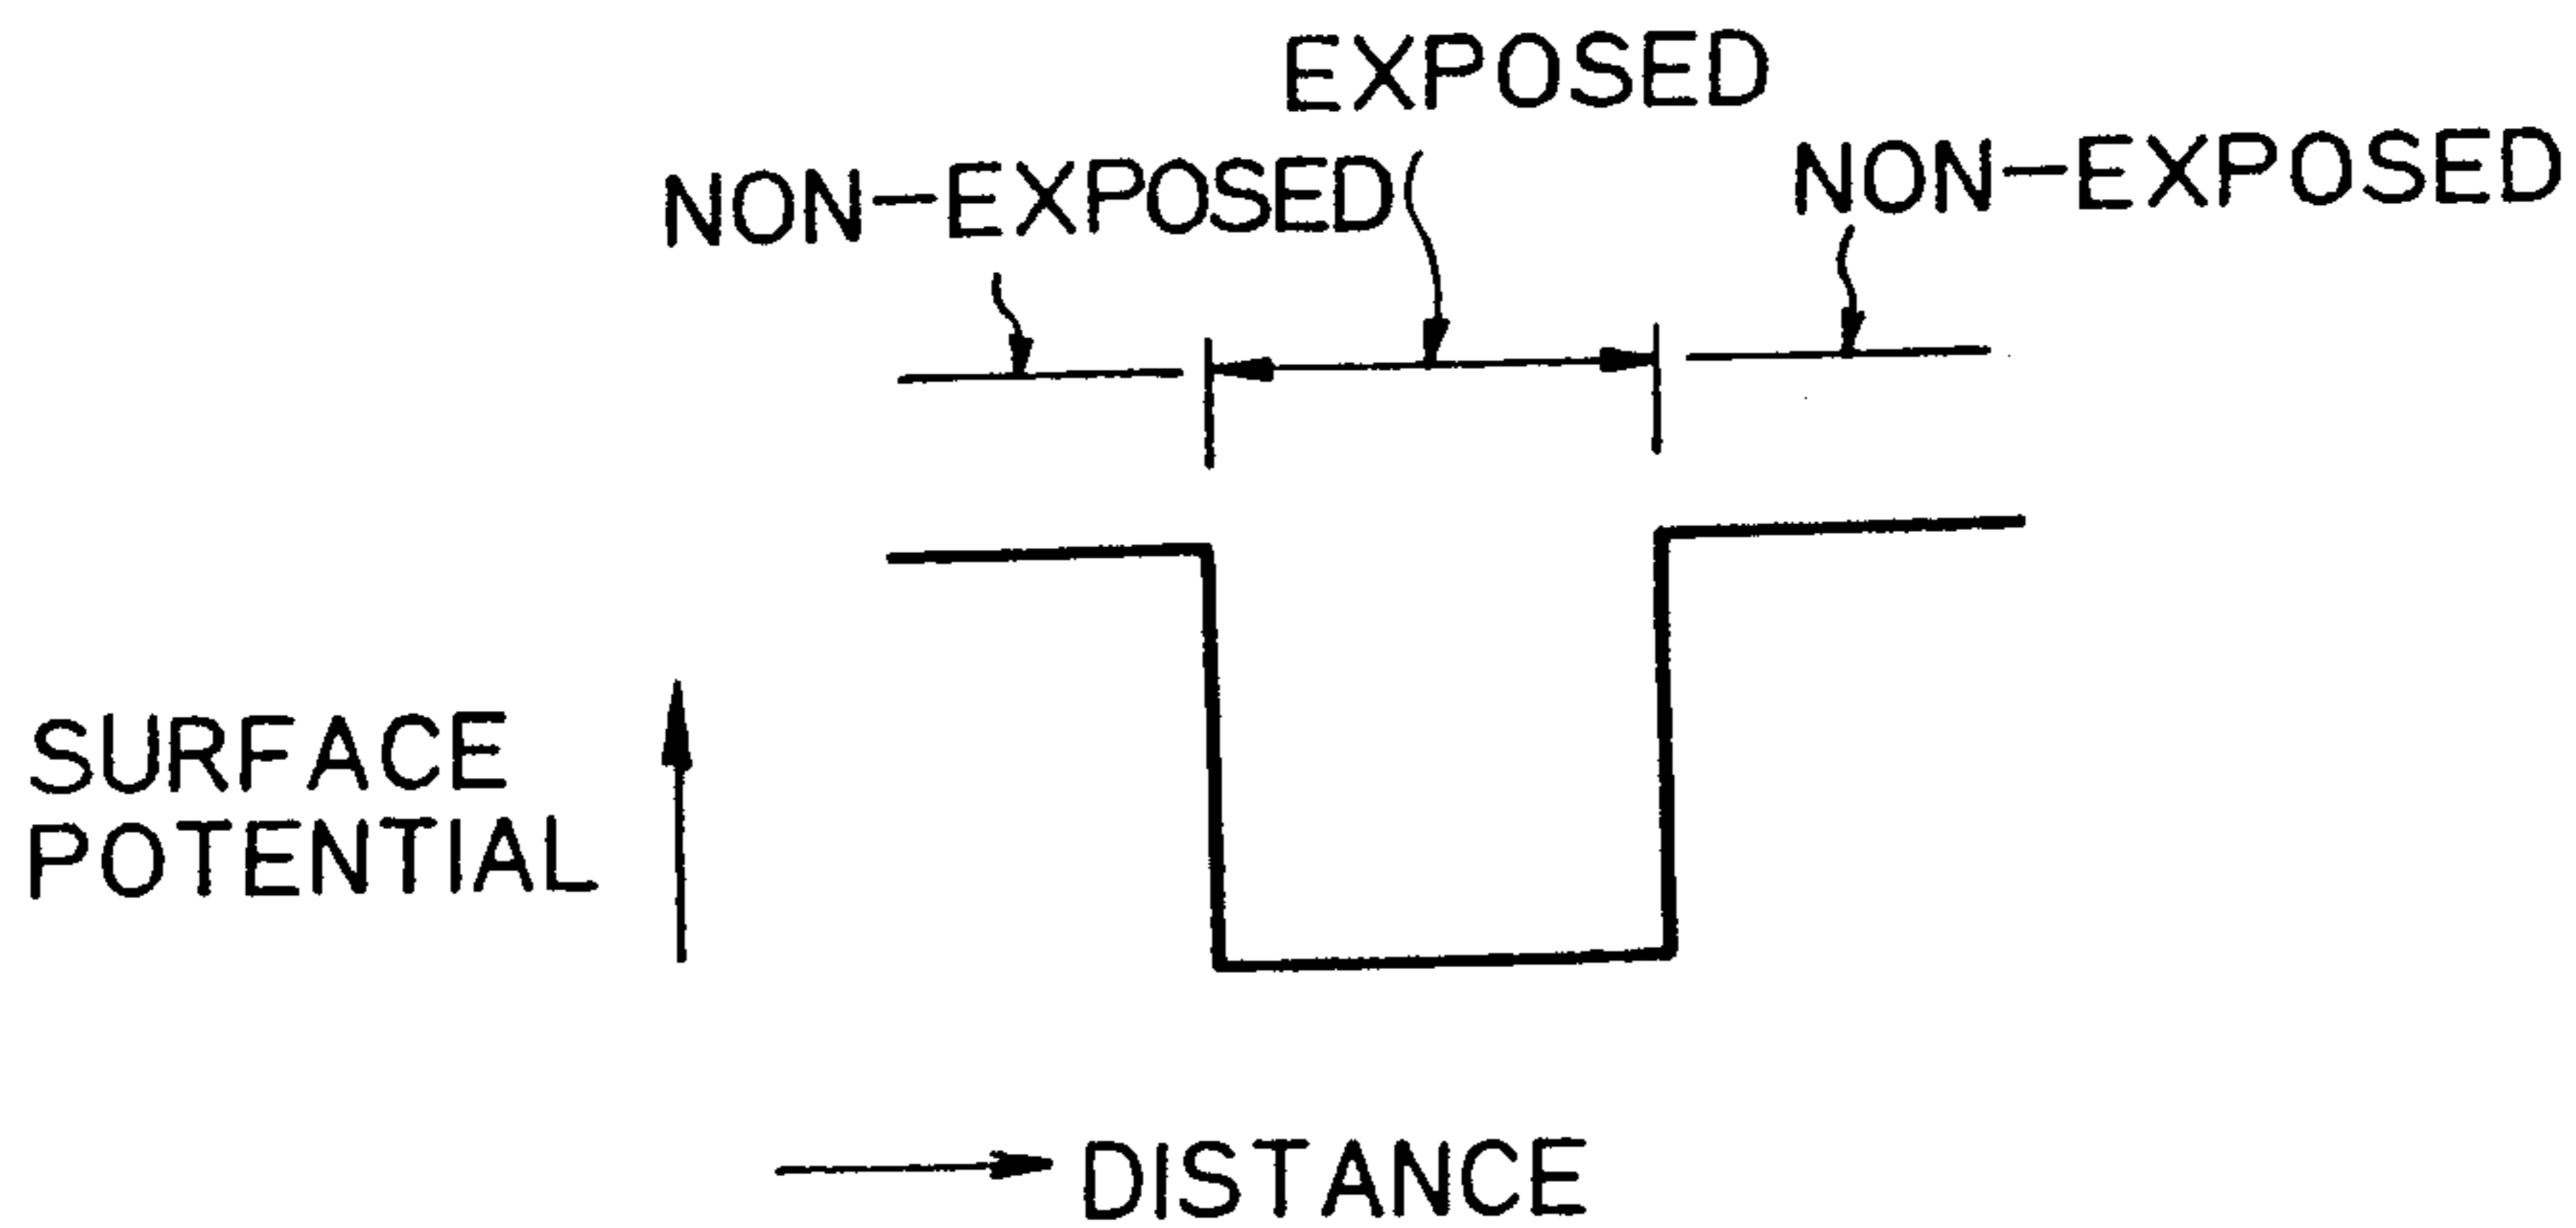 EXPOSED
NON-EXPOSED
NON-EXPOSED
SURFACE
POTENTIAL
DISTANCE